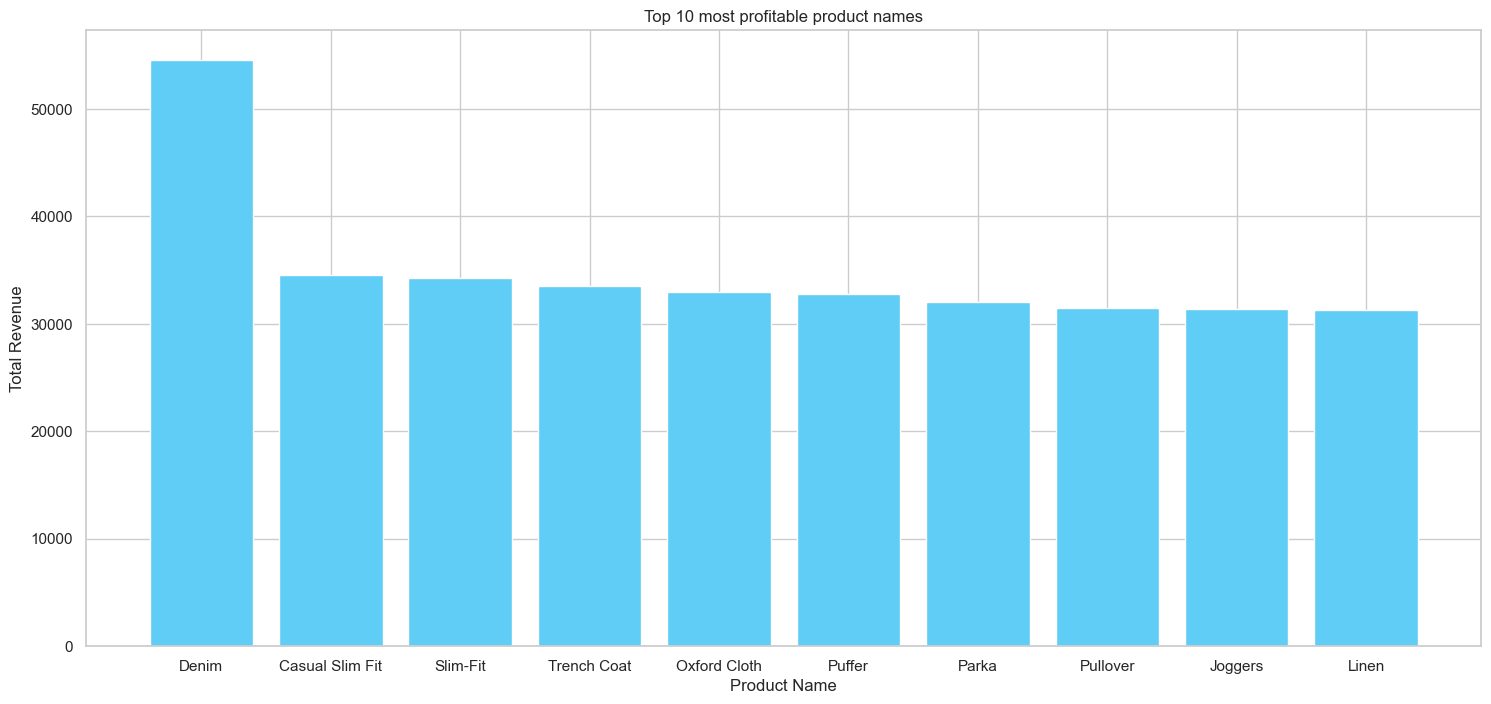 Top 10 most profitable product names
50000
40000
30000
20000
10000
0
Total Revenue
Denim Casual Slim Fit Slim-Fit Trench Coat Oxford Cloth Puffer Parka Pullover Joggers Linen
Product Name